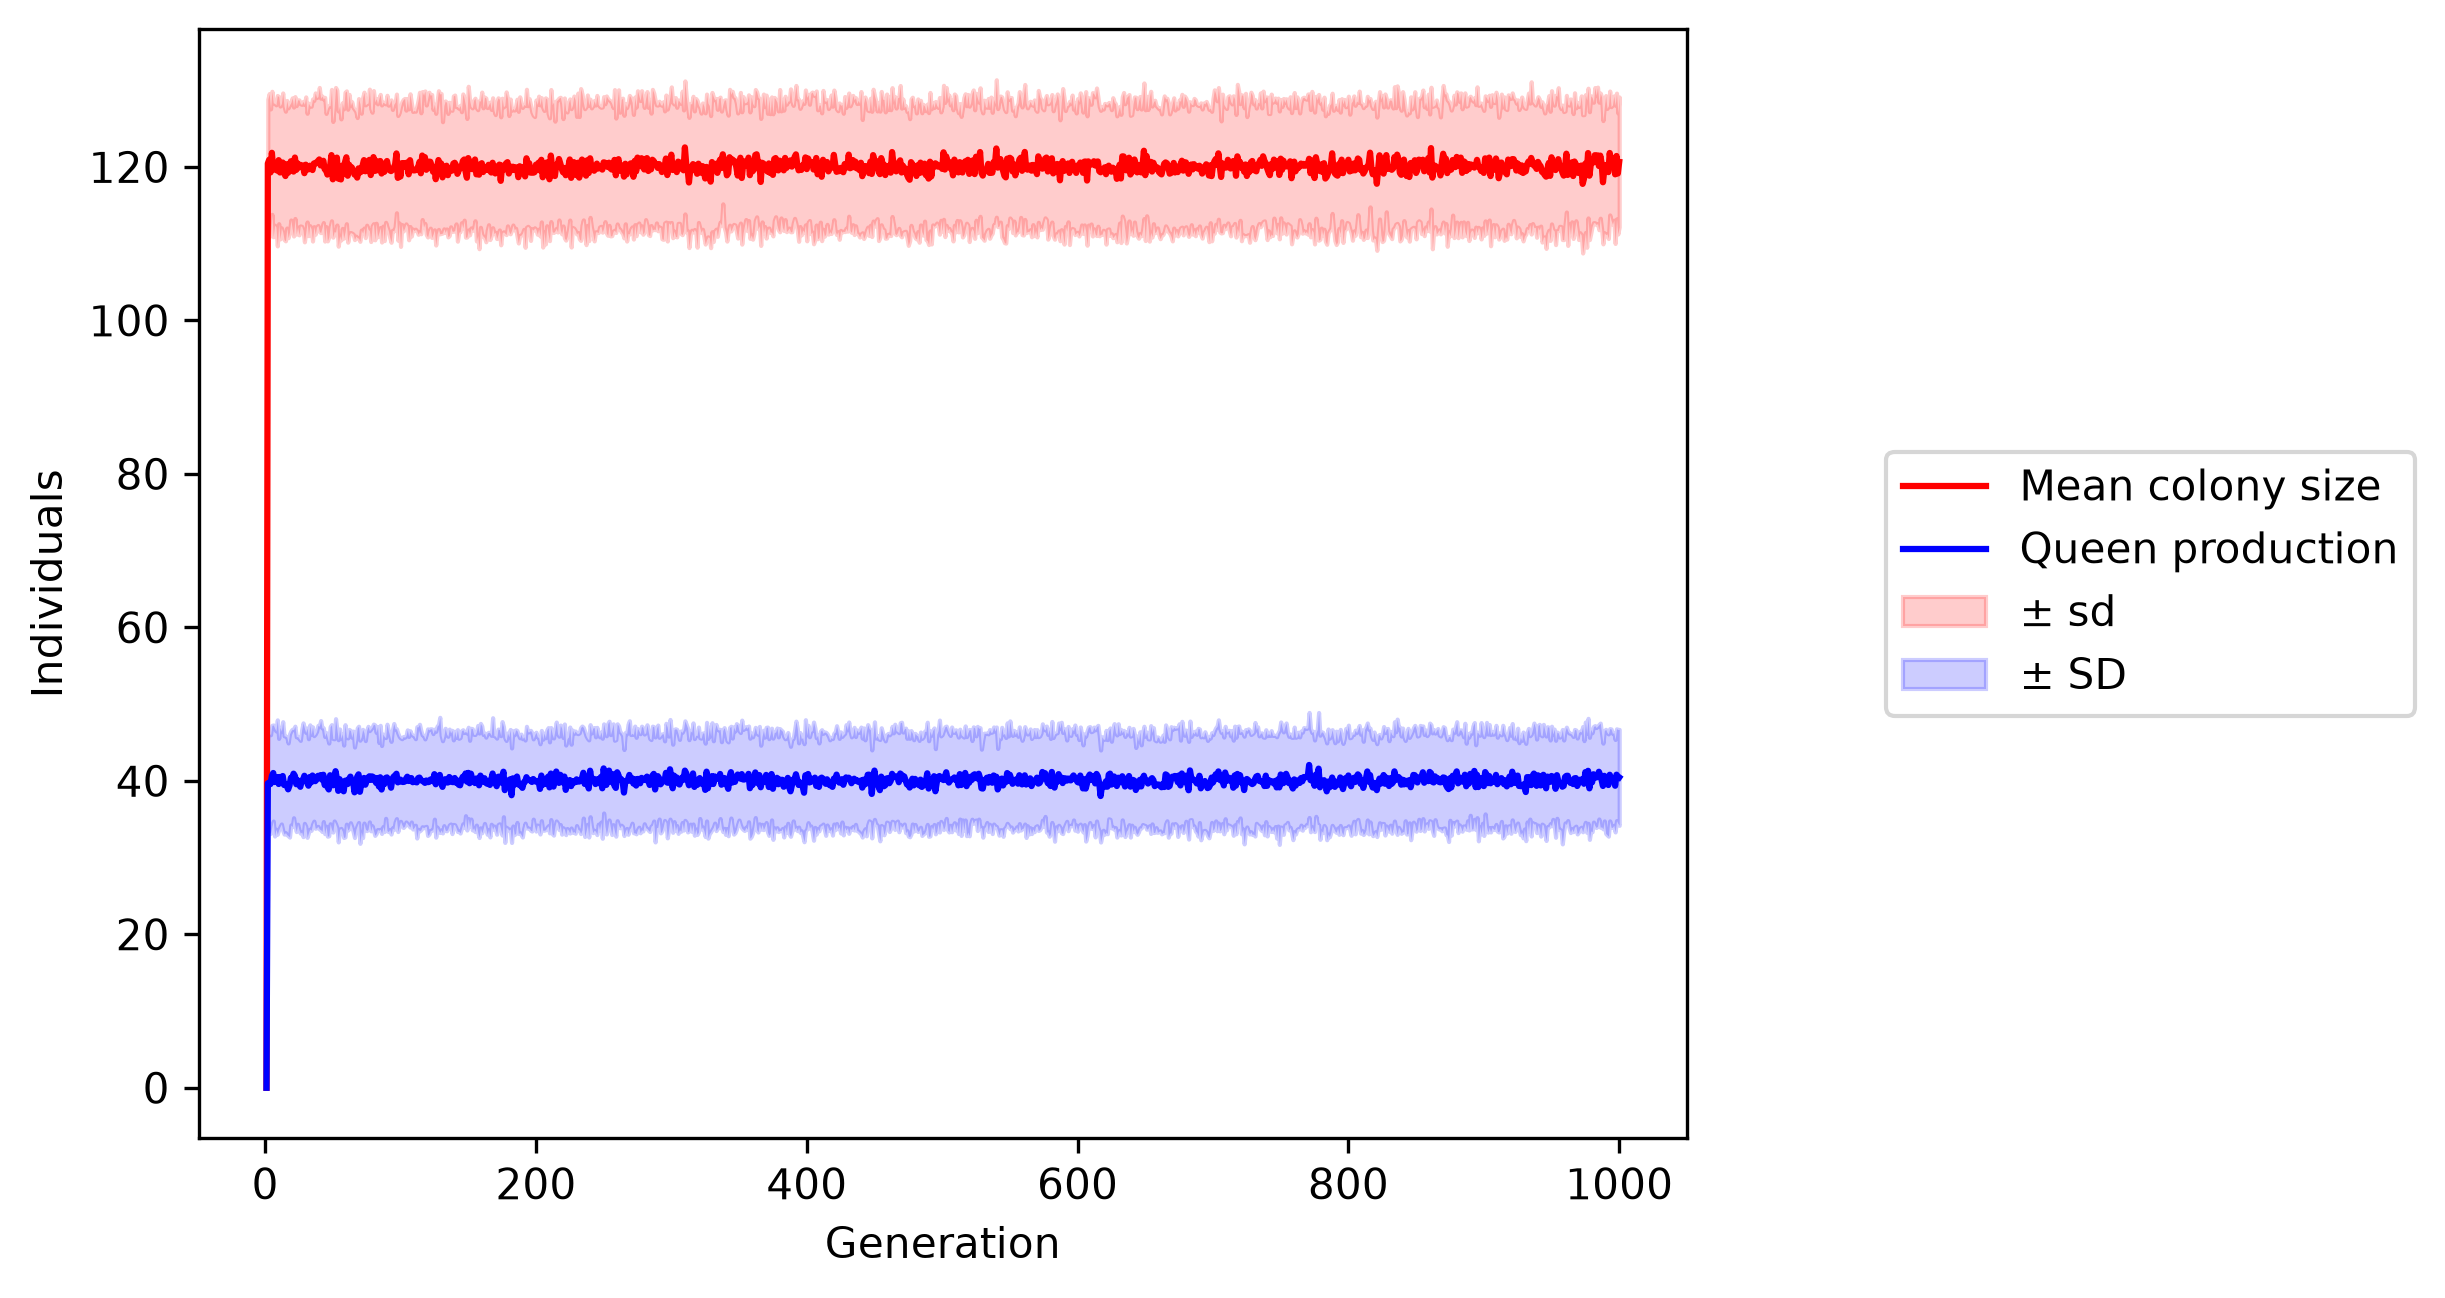 120
100
80
60
40
20
0
Individuals
0 200 400 600 800 1000
Generation
Mean colony size
Queen production
± sd
± SD